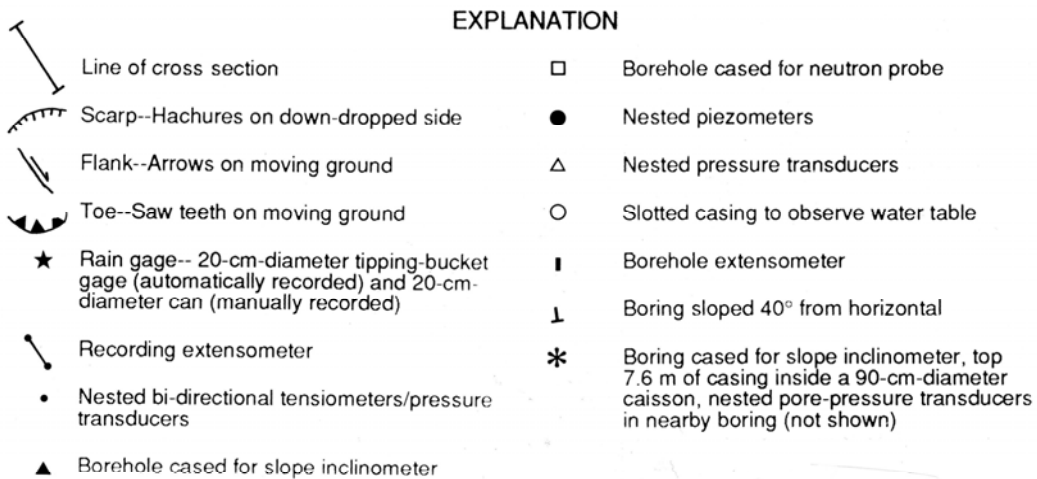 EXPLANATION
Line of cross section
Scarp--Hachures on down-dropped side
Flank--Arrows on moving ground
Toe--Saw teeth on moving ground
Rain gage-- 20-cm-diameter tipping-bucket
gage (automatically recorded) and 20-cm-
diameter can (manually recorded)
Recording extensometer
Nested bi-directional tensiometers/pressure
transducers
Borehole cased for slope inclinometer
Borehole cased for neutron probe
Nested piezometers
Nested pressure transducers
Slotted casing to observe water table
Borehole extensometer
Boring sloped 40° from horizontal
Boring cased for slope inclinometer, top
7.6 m of casing inside a 90-cm-diameter
caisson, nested pore-pressure transducers
in nearby boring (not shown)